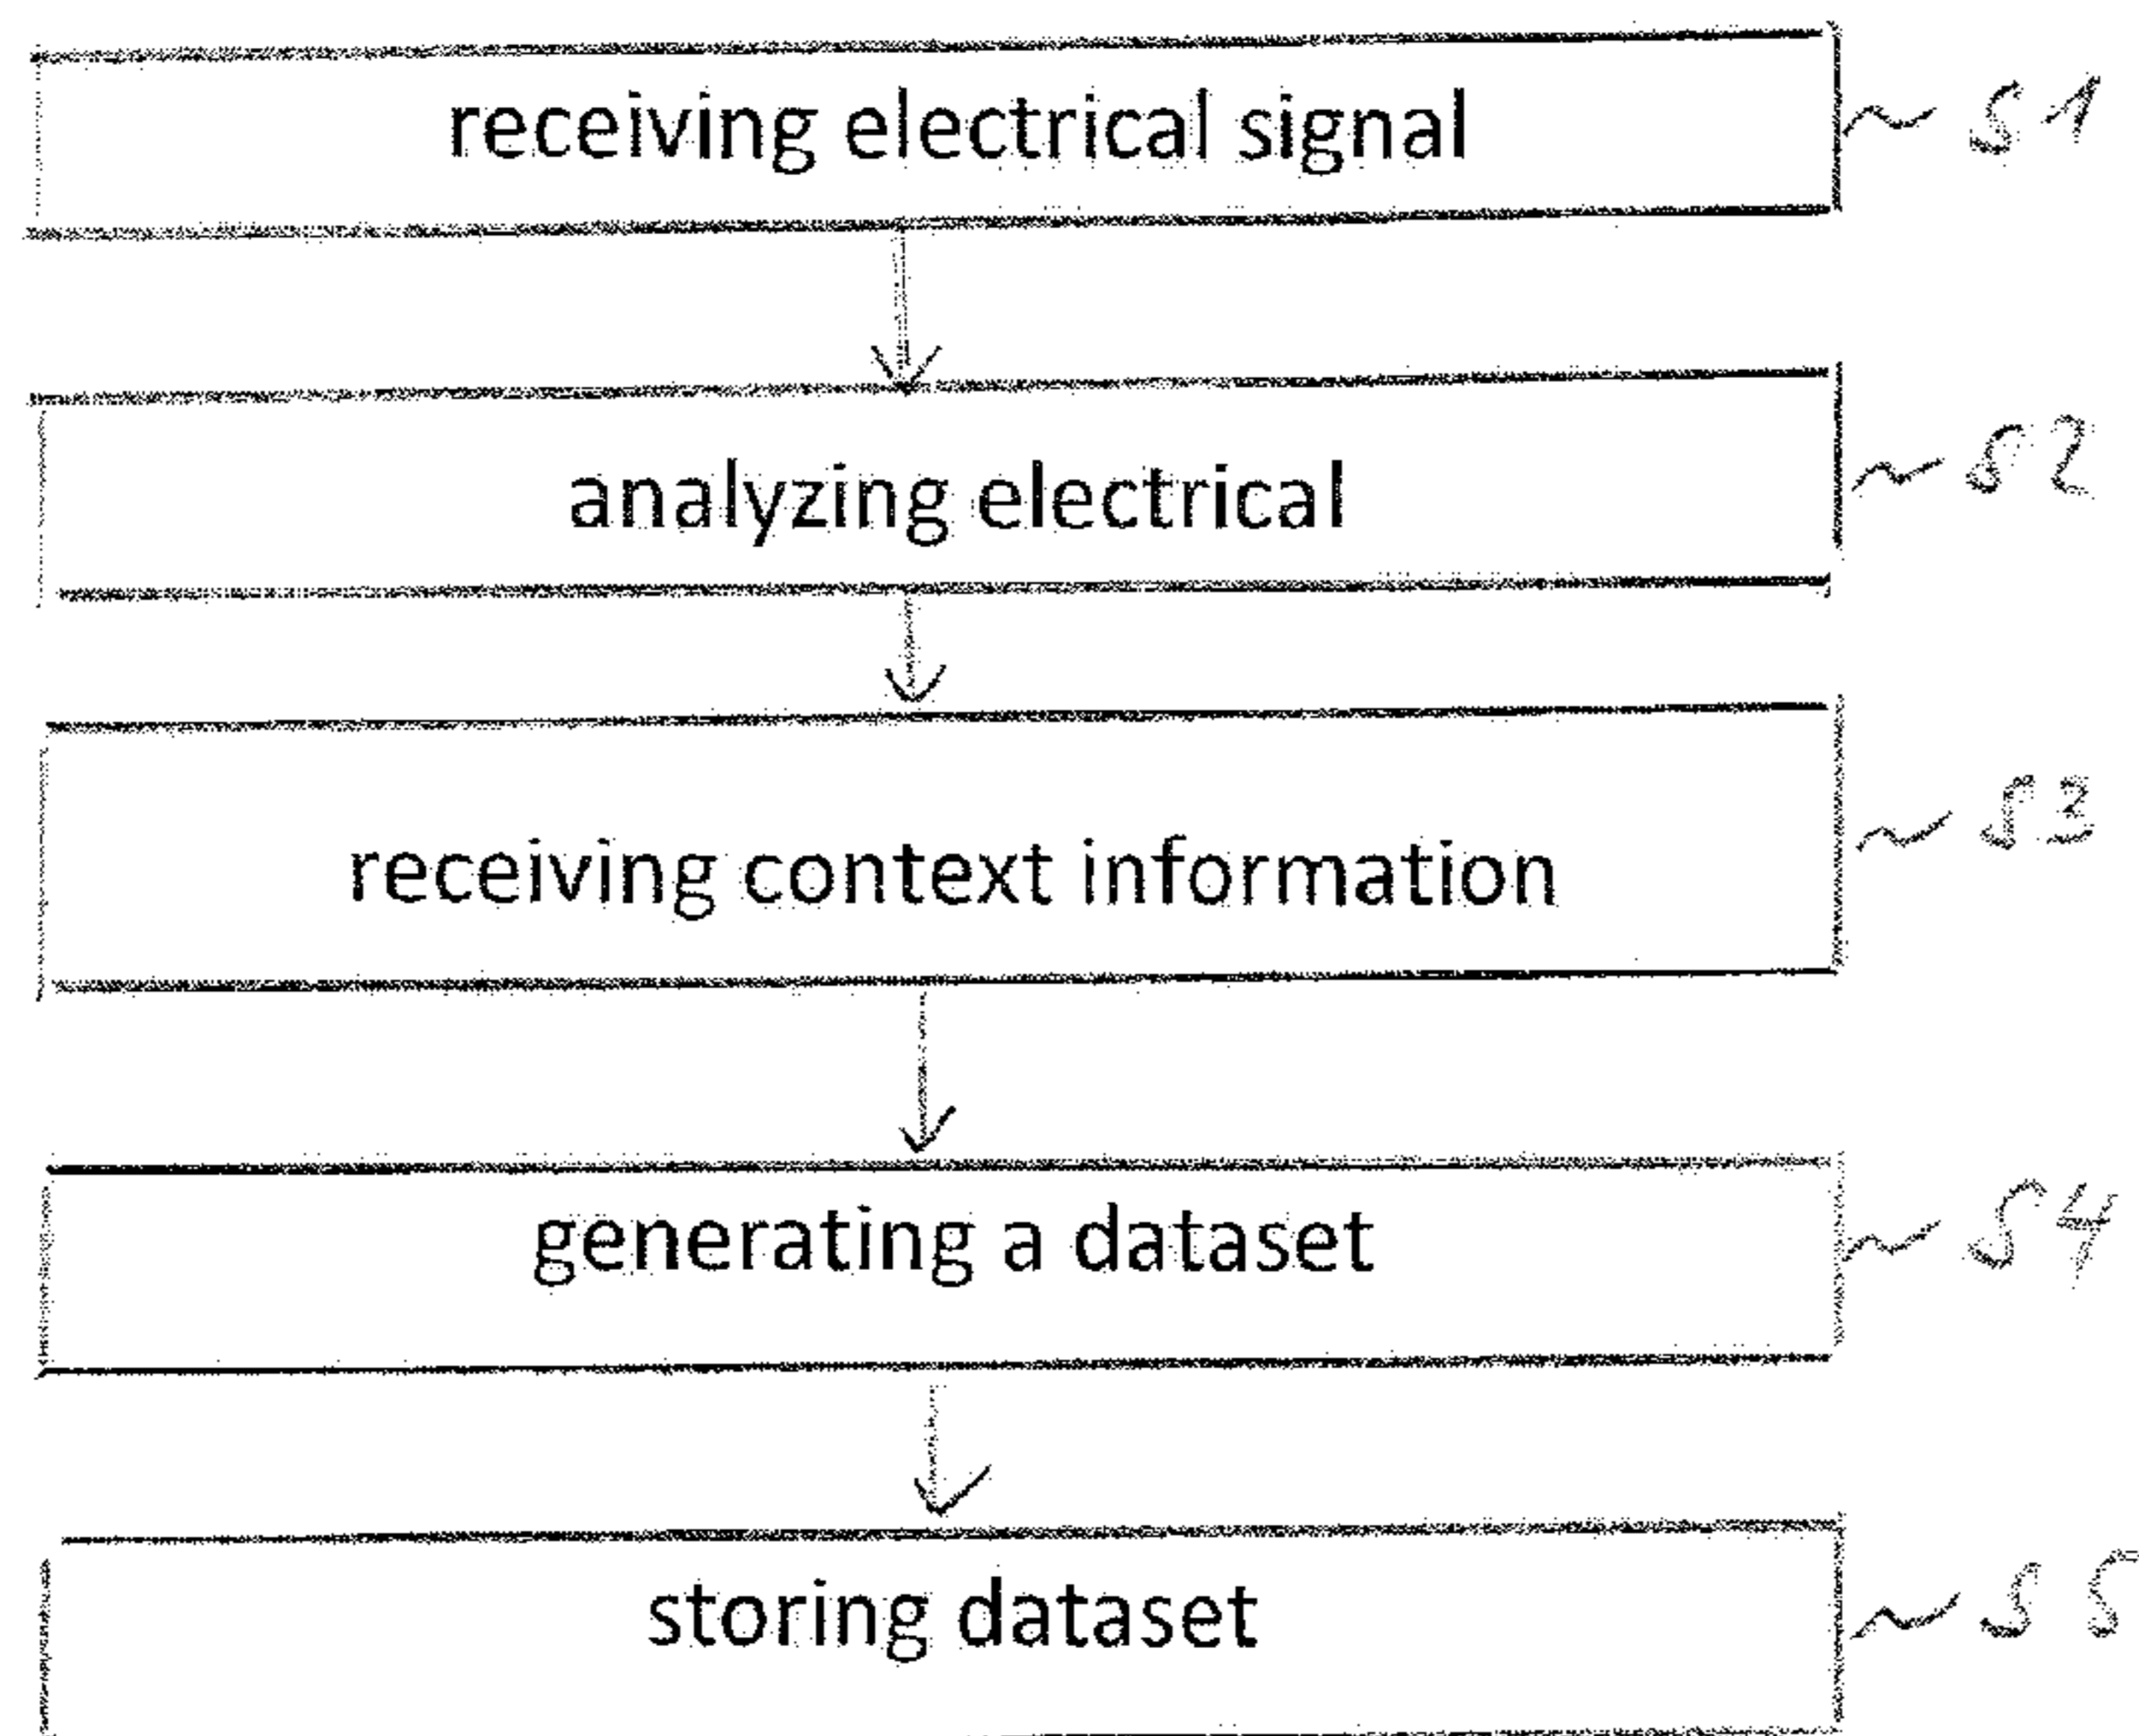 receiving electrical signal S1
analyzing electrical S2
receiving context information S3
generating a dataset S4
storing dataset S5